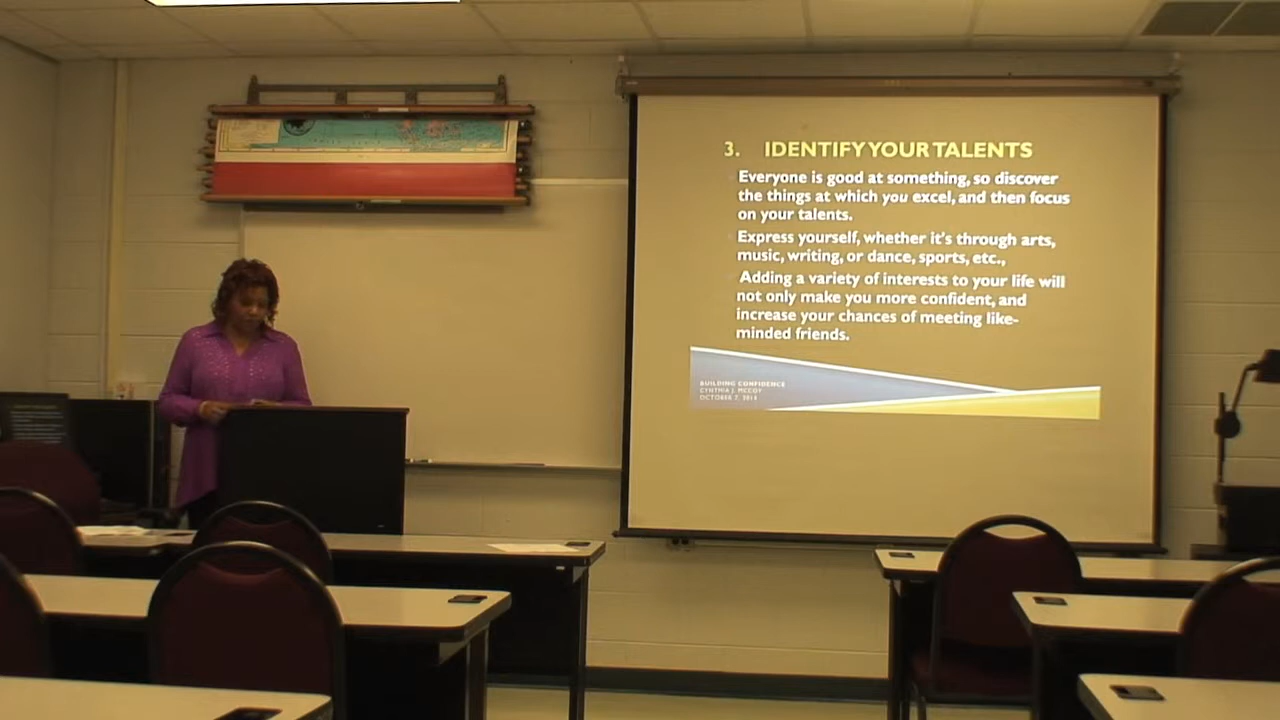 3. IDENTIFY YOUR TALENTS
Everyone is good at something, so discover
the things at which you excel, and then focus
on your talents.
Express yourself, whether it's through arts,
music, writing, or dance, sports, etc.,
Adding a variety of interests to your life will
not only make you more confident, and
increase your chances of meeting like-
minded friends.
BUILDING CONFIDENCE
CYNTHIA J. MCCOY
OCTOBER 7, 2014